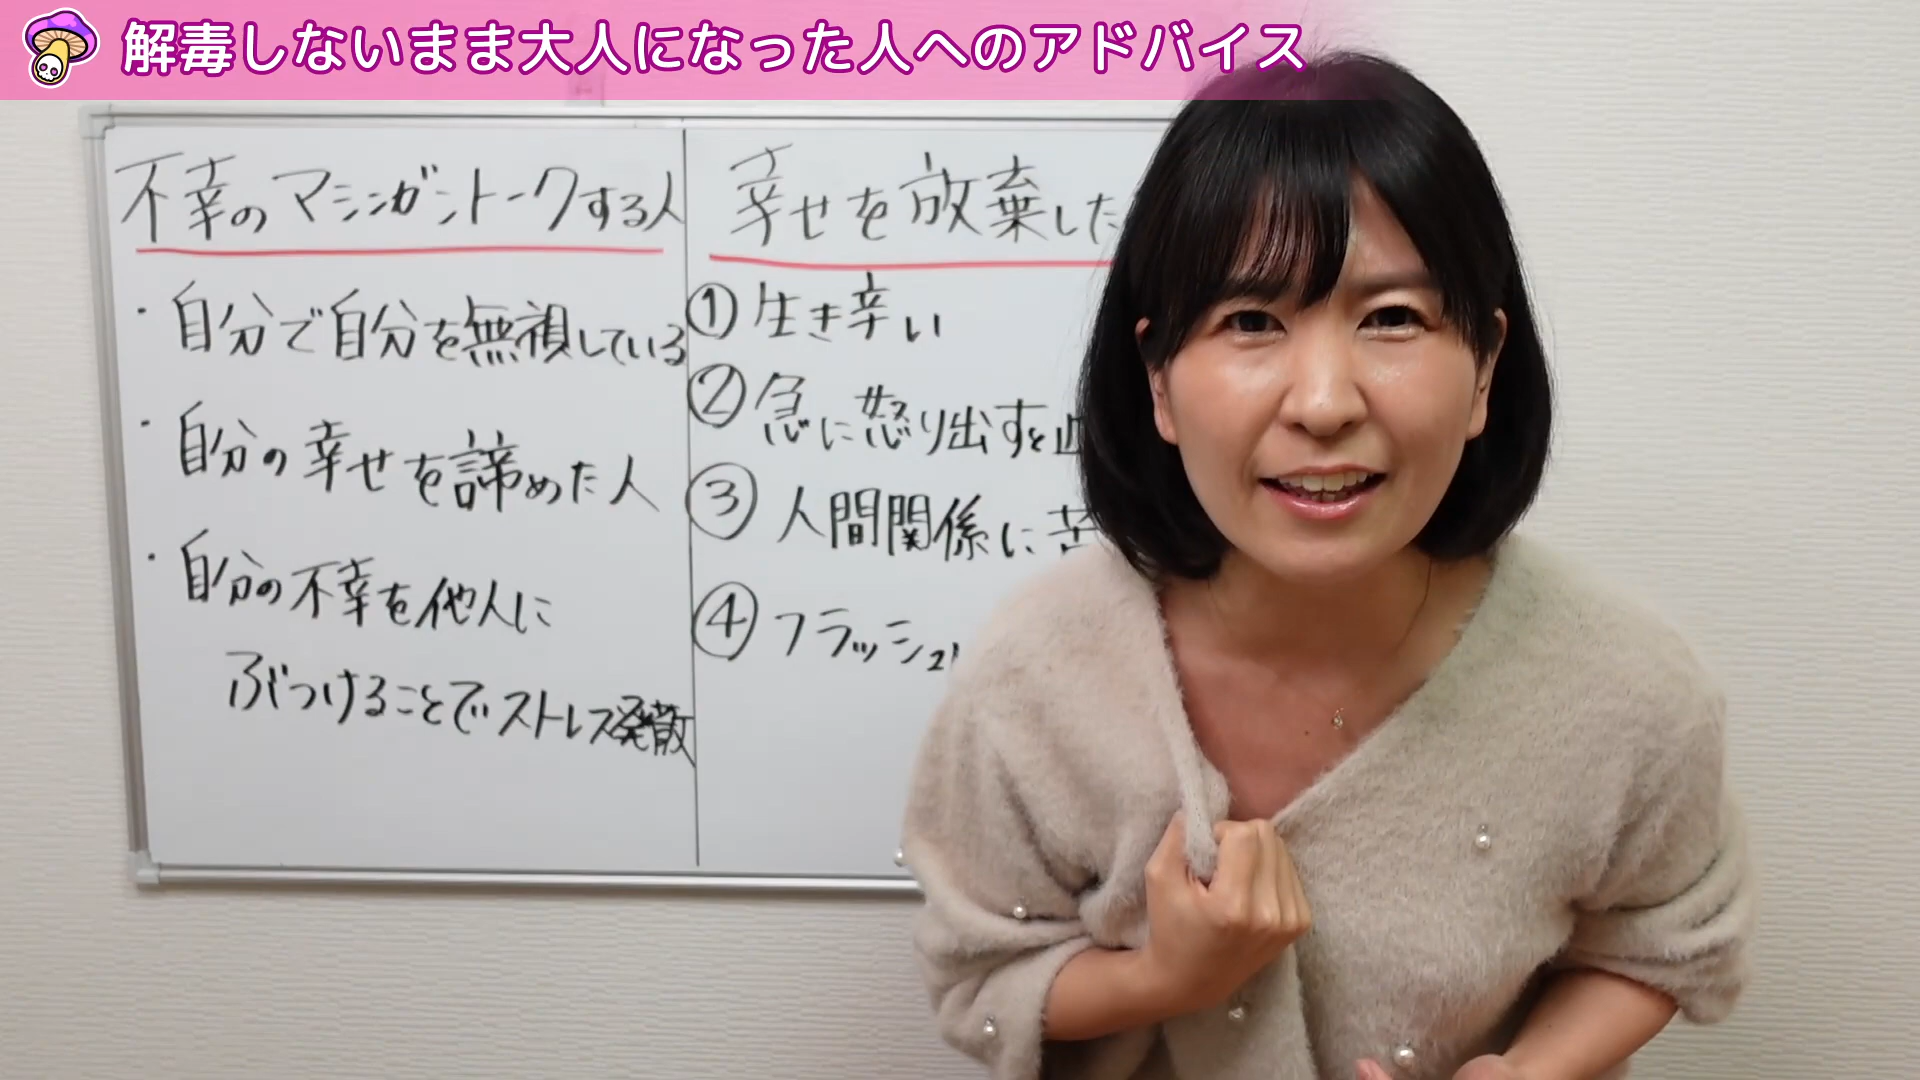 解毒しないまま大人になった人へのアドバイス
不幸のマシンガントークする人
・自分で自分を無視している
・自分の幸せを諦めた人
・自分の不幸を他人に
ぶつけることでストレス発散
幸せを放棄した
①生き辛い
②急に怒り出す
③人間関係に苦
④フラッシュ